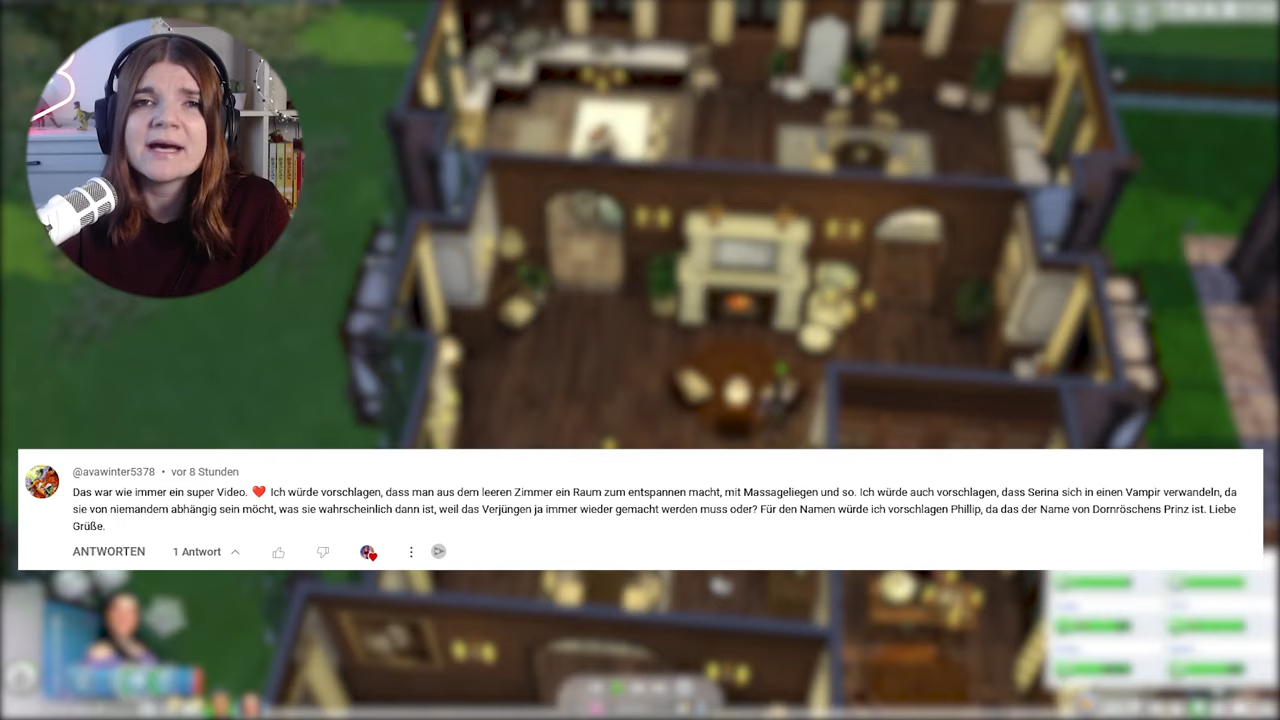 @avawinter5378 • vor 8 Stunden
Das war wie immer ein super Video. ❤️ Ich würde vorschlagen, dass man aus dem leeren Zimmer ein Raum zum entspannen macht, mit Massageliegen und so. Ich würde auch vorschlagen, dass Serina sich in einen Vampir verwandeln, da
sie von niemandem abhängig sein möcht, was sie wahrscheinlich dann ist, weil das Verjüngen ja immer wieder gemacht werden muss oder? Für den Namen würde ich vorschlagen Phillip, da das der Name von Dornröschens Prinz ist. Liebe
Grüße.
ANTWORTEN 1 Antwort